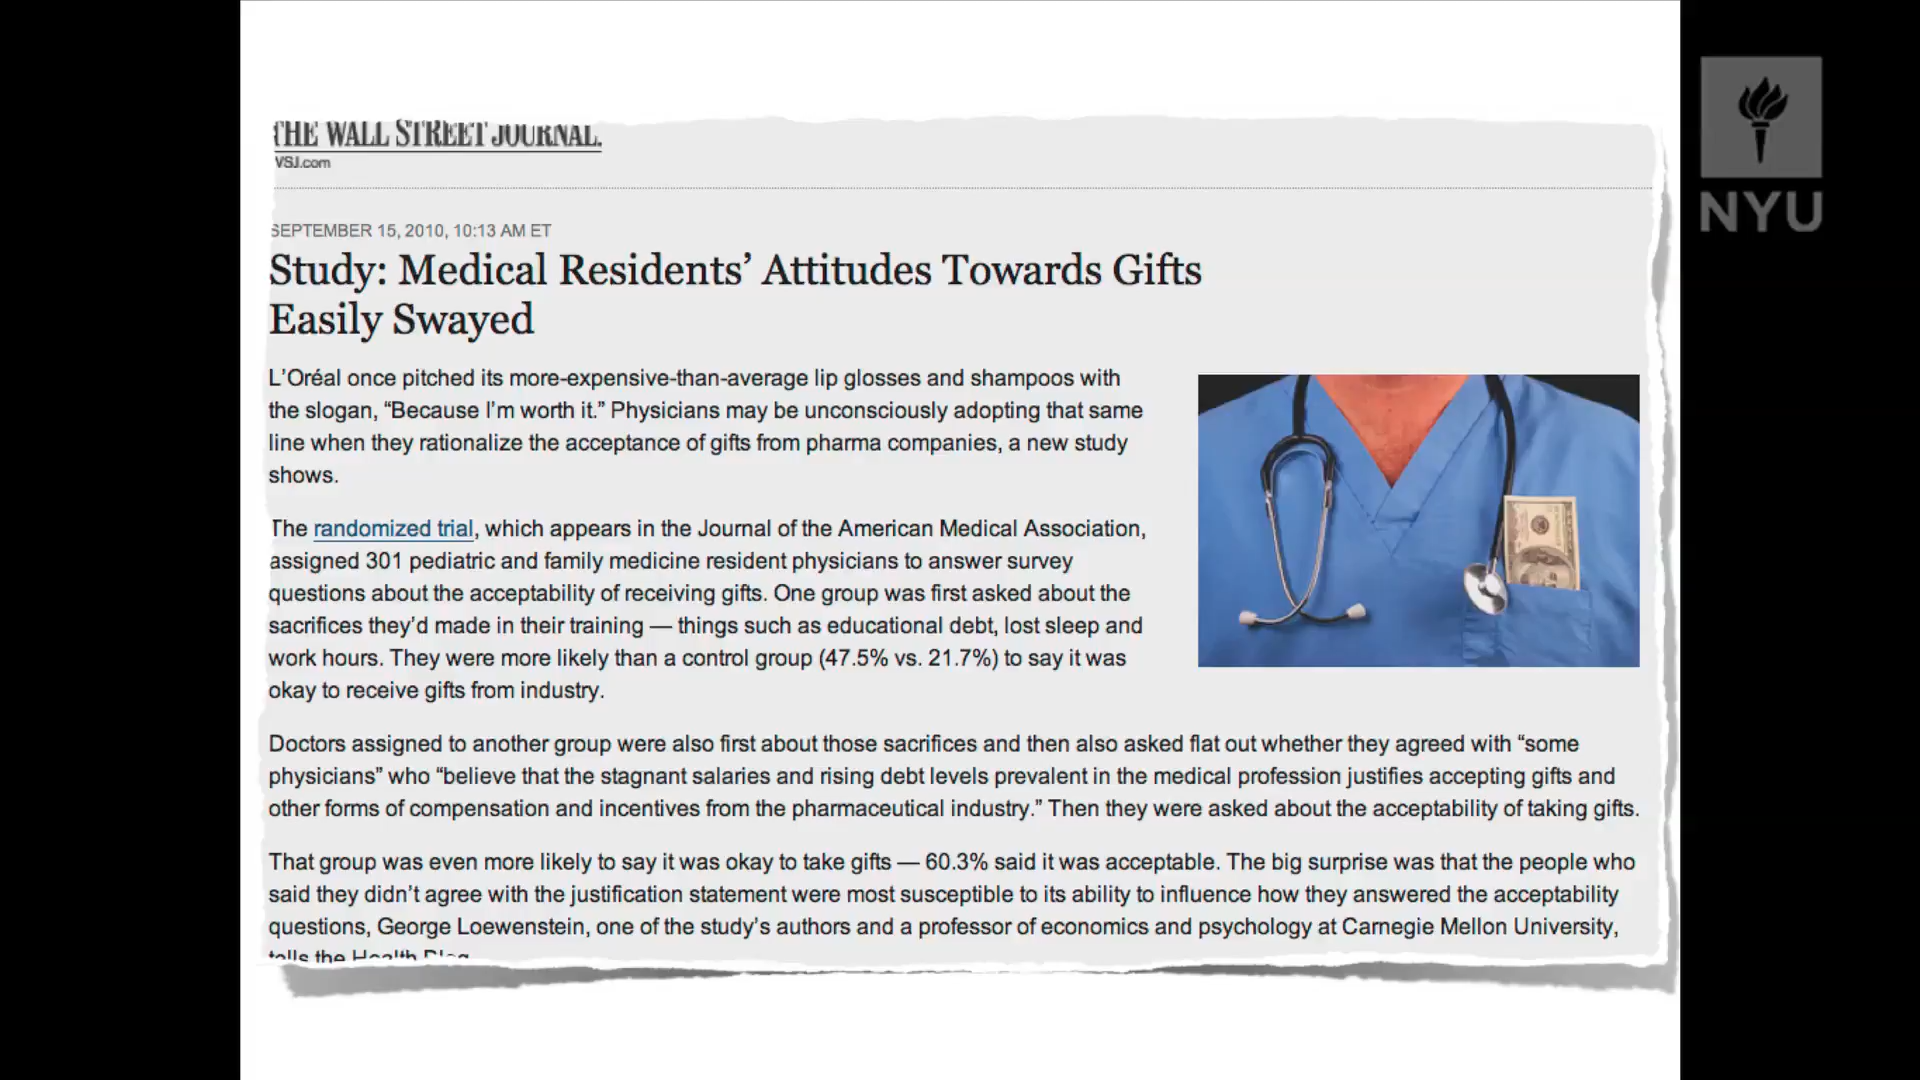 THE WALL STREET JOURNAL.
WSJ.com
SEPTEMBER 15, 2010, 10:13 AM ET
Study: Medical Residents’ Attitudes Towards Gifts
Easily Swayed
L’Oréal once pitched its more-expensive-than-average lip glosses and shampoos with
the slogan, “Because I’m worth it.” Physicians may be unconsciously adopting that same
line when they rationalize the acceptance of gifts from pharma companies, a new study
shows.
The randomized trial, which appears in the Journal of the American Medical Association,
assigned 301 pediatric and family medicine resident physicians to answer survey
questions about the acceptability of receiving gifts. One group was first asked about the
sacrifices they’d made in their training — things such as educational debt, lost sleep and
work hours. They were more likely than a control group (47.5% vs. 21.7%) to say it was
okay to receive gifts from industry.
Doctors assigned to another group were also first about those sacrifices and then also asked flat out whether they agreed with “some
physicians” who “believe that the stagnant salaries and rising debt levels prevalent in the medical profession justifies accepting gifts and
other forms of compensation and incentives from the pharmaceutical industry.” Then they were asked about the acceptability of taking gifts.
That group was even more likely to say it was okay to take gifts — 60.3% said it was acceptable. The big surprise was that the people who
said they didn’t agree with the justification statement were most susceptible to its ability to influence how they answered the acceptability
questions, George Loewenstein, one of the study’s authors and a professor of economics and psychology at Carnegie Mellon University,
tells the Health Blog
NYU